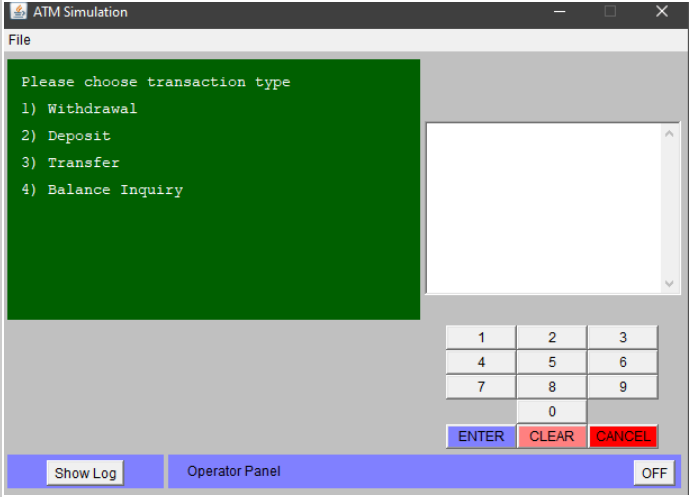 ATM Simulation
File
Please choose transaction type
1) Withdrawal
2) Deposit
3) Transfer
4) Balance Inquiry
1 2 3
4 5 6
7 8 9
0
ENTER CLEAR CANCEL
Show Log Operator Panel OFF